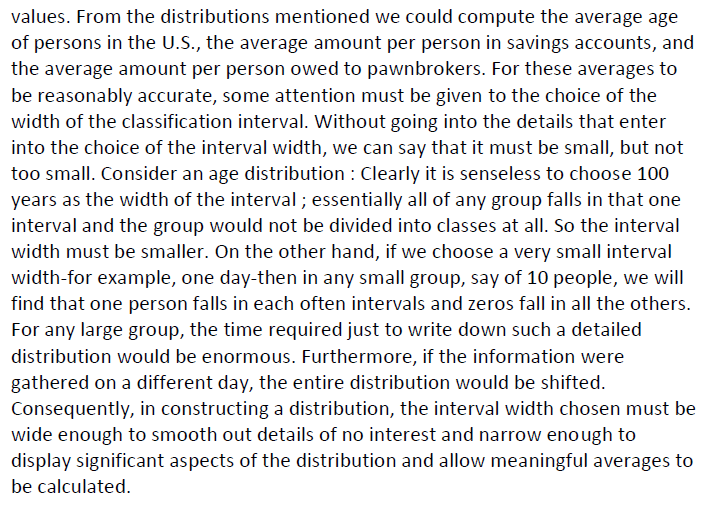 values. From the distributions mentioned we could compute the average age
of persons in the U.S., the average amount per person in savings accounts, and
the average amount per person owed to pawnbrokers. For these averages to
be reasonably accurate, some attention must be given to the choice of the
width of the classification interval. Without going into the details that enter
into the choice of the interval width, we can say that it must be small, but not
too small. Consider an age distribution : Clearly it is senseless to choose 100
years as the width of the interval ; essentially all of any group falls in that one
interval and the group would not be divided into classes at all. So the interval
width must be smaller. On the other hand, if we choose a very small interval
width-for example, one day-then in any small group, say of 10 people, we will
find that one person falls in each often intervals and zeros fall in all the others.
For any large group, the time required just to write down such a detailed
distribution would be enormous. Furthermore, if the information were
gathered on a different day, the entire distribution would be shifted.
Consequently, in constructing a distribution, the interval width chosen must be
wide enough to smooth out details of no interest and narrow enough to
display significant aspects of the distribution and allow meaningful averages to
be calculated.